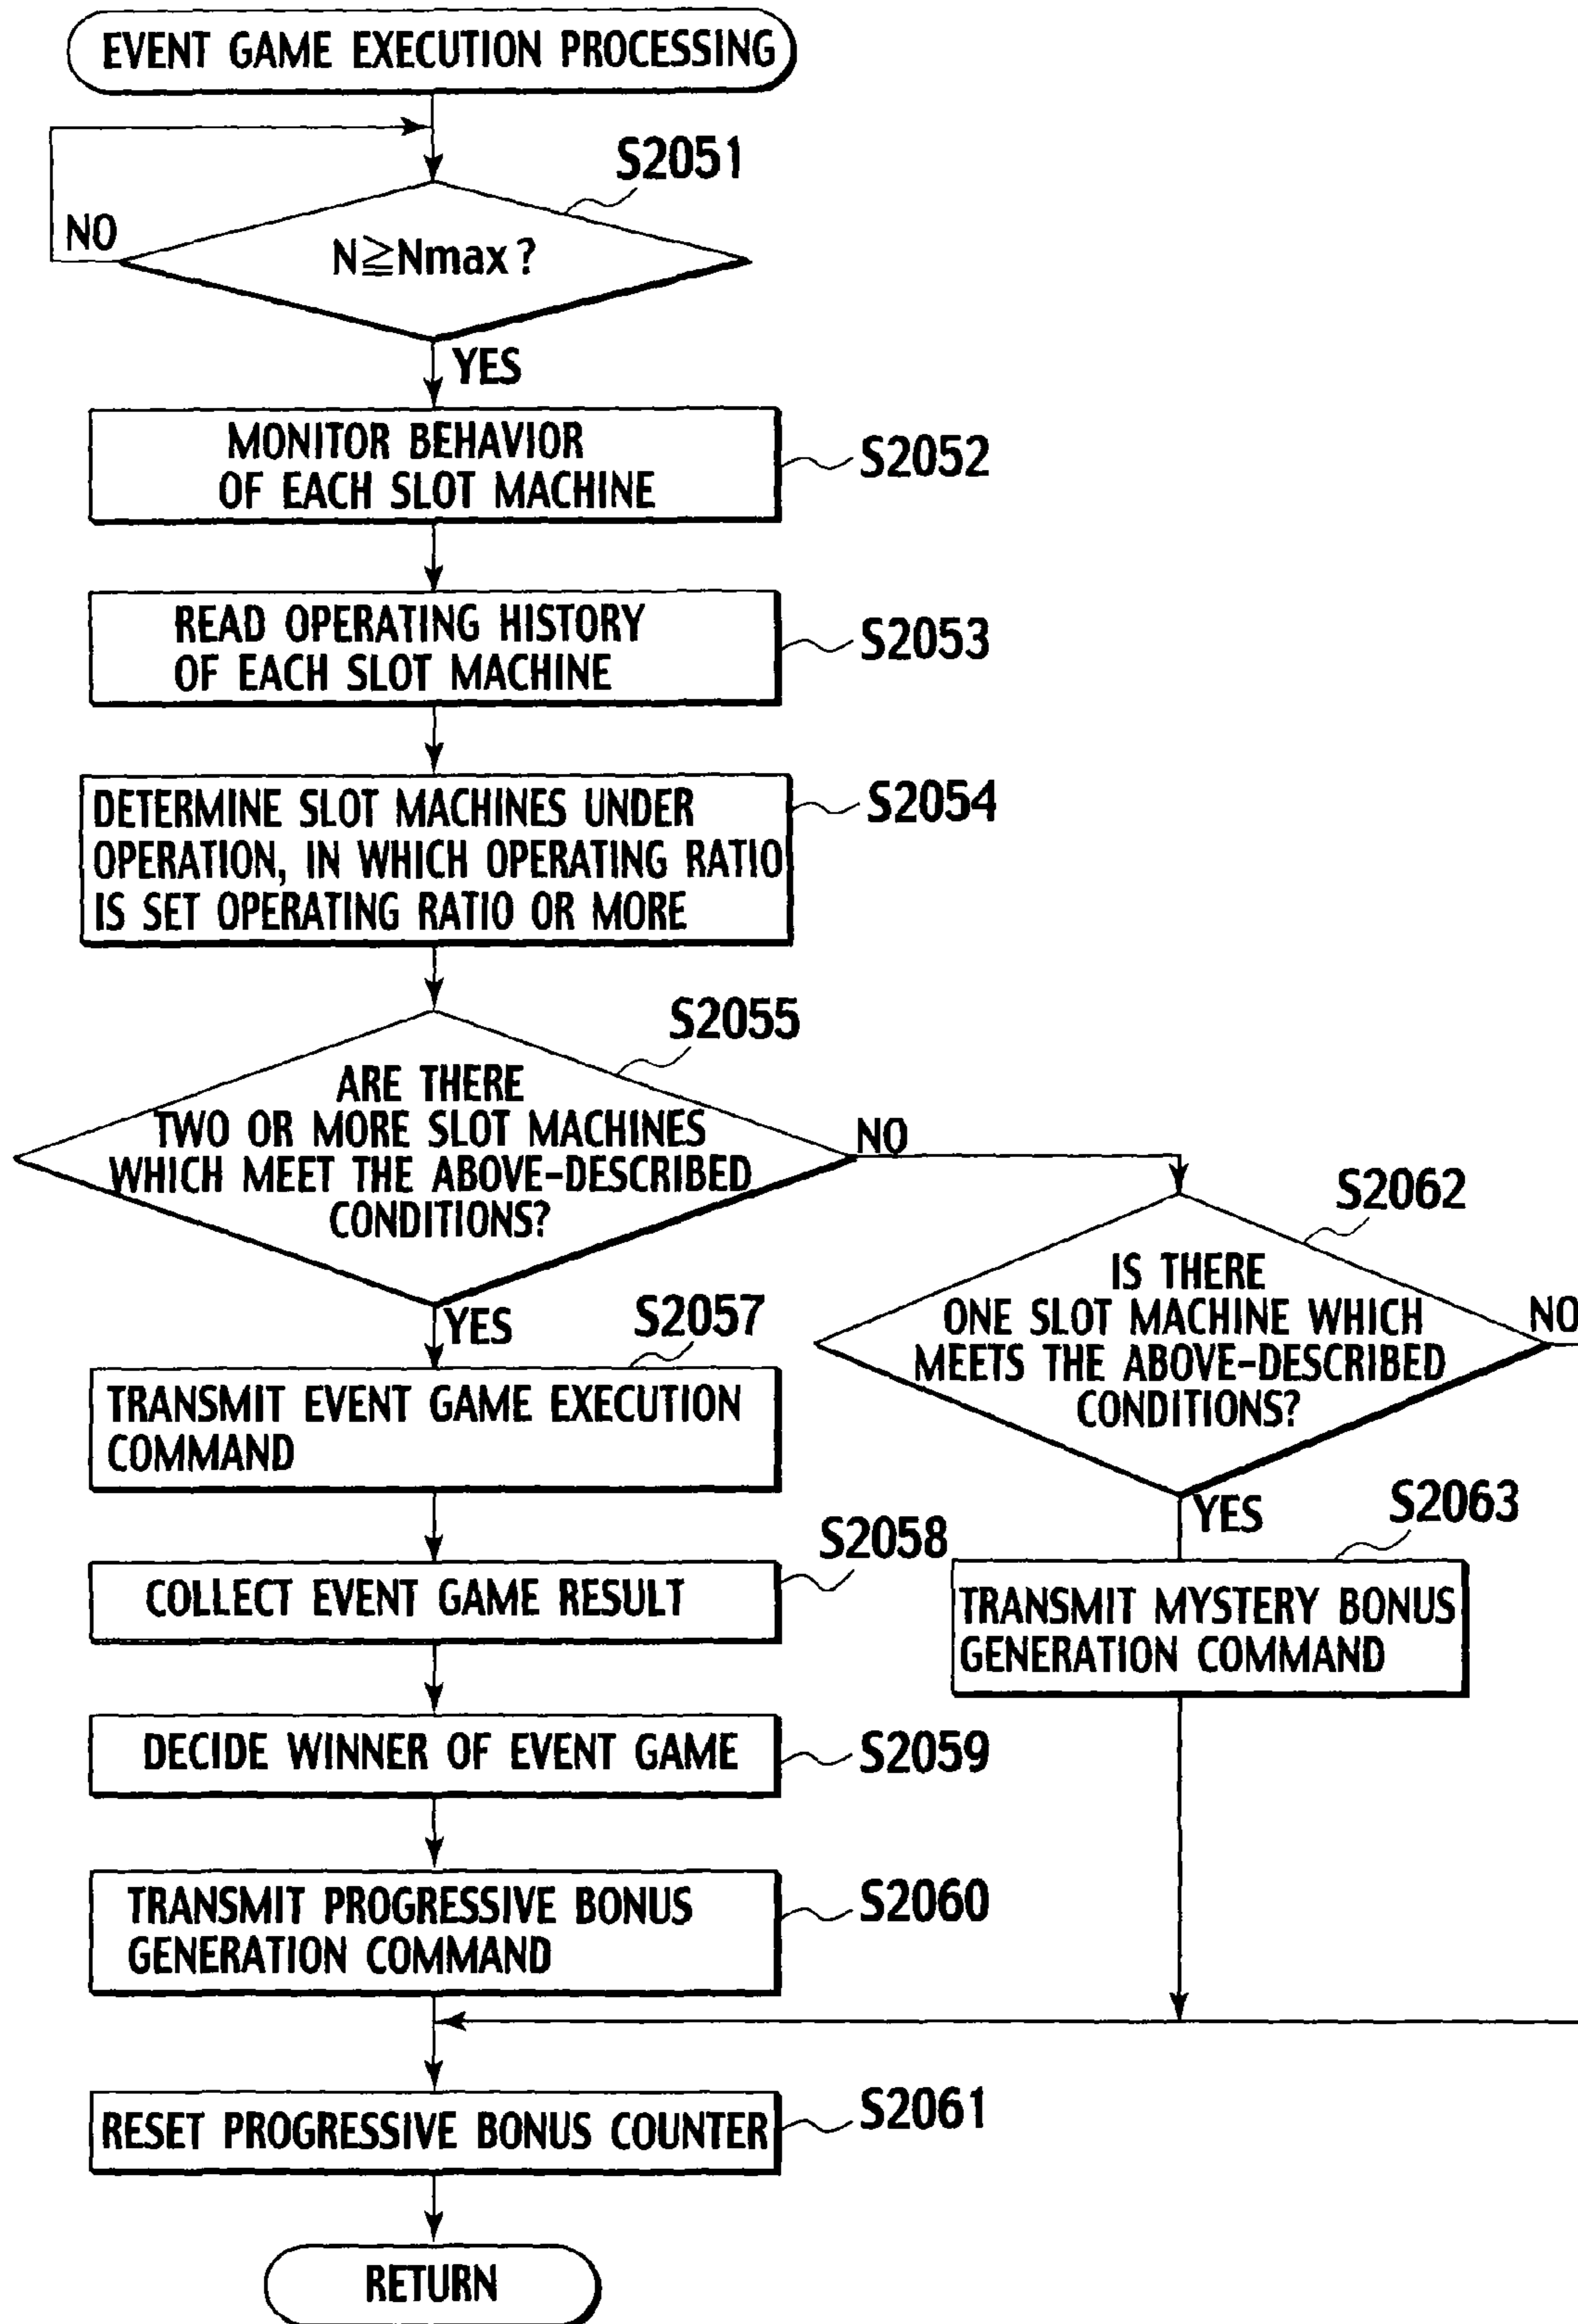 EVENT GAME EXECUTION PROCESSING
S2051
NO
N≧Nmax?
YES
MONITOR BEHAVIOR
OF EACH SLOT MACHINE
S2052
READ OPERATING HISTORY
OF EACH SLOT MACHINE
S2053
DETERMINE SLOT MACHINES UNDER
OPERATION, IN WHICH OPERATING RATIO
IS SET OPERATING RATIO OR MORE
S2054
S2055
ARE THERE
TWO OR MORE SLOT MACHINES
WHICH MEET THE ABOVE-DESCRIBED
CONDITIONS?
NO
YES
S2062
IS THERE
ONE SLOT MACHINE WHICH
MEETS THE ABOVE-DESCRIBED
CONDITIONS?
NO
YES
S2057
TRANSMIT EVENT GAME EXECUTION
COMMAND
S2063
TRANSMIT MYSTERY BONUS
GENERATION COMMAND
S2058
COLLECT EVENT GAME RESULT
DECIDE WINNER OF EVENT GAME
S2059
TRANSMIT PROGRESSIVE BONUS
GENERATION COMMAND
S2060
RESET PROGRESSIVE BONUS COUNTER
S2061
RETURN